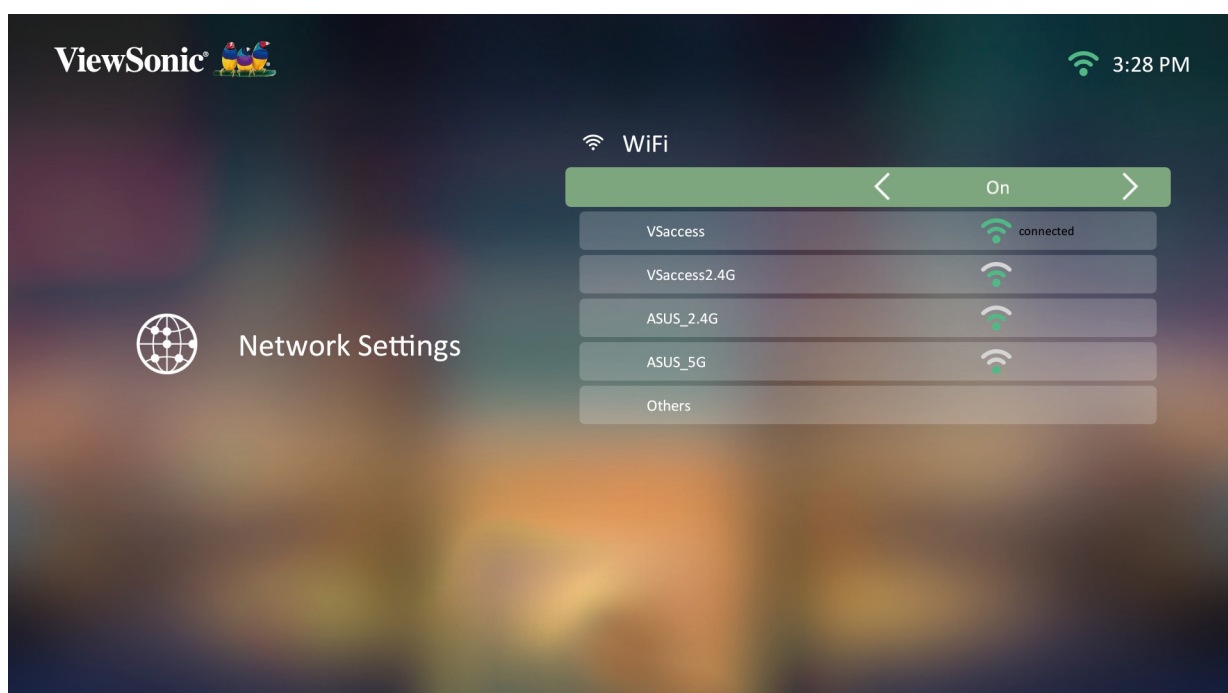 ViewSonic®
3:28 PM
WiFi
On
VSaccess connected
VSaccess2.4G
ASUS_2.4G
Network Settings
ASUS_5G
Others